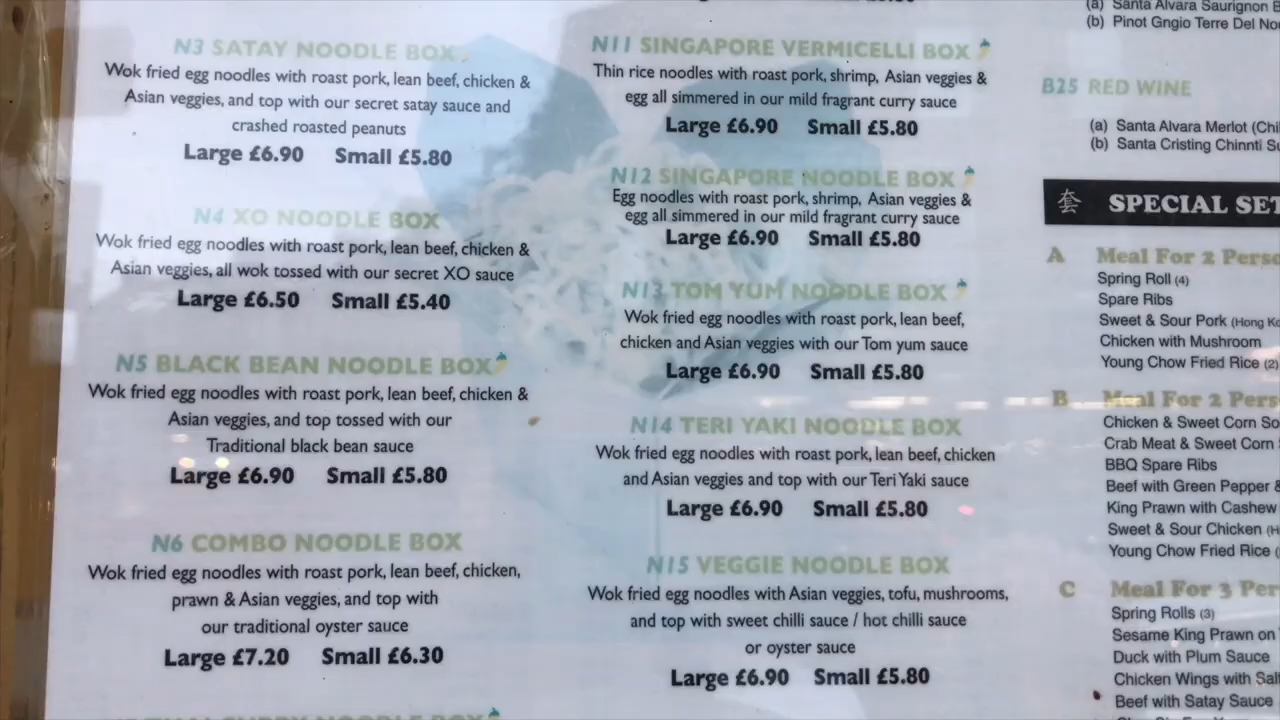 N3 SATAY NOODLE BOX
Wok fried egg noodles with roast pork, lean beef, chicken &
Asian veggies, and top with our secret satay sauce and
crashed roasted peanuts
Large £6.90 Small £5.80
N4 XO NOODLE BOX
Wok fried egg noodles with roast pork, lean beef, chicken &
Asian veggies, all wok tossed with our secret XO sauce
Large £6.50 Small £5.40
N5 BLACK BEAN NOODLE BOX
Wok fried egg noodles with roast pork, lean beef, chicken &
Asian veggies, and top tossed with our
Traditional black bean sauce
Large £6.90 Small £5.80
N6 COMBO NOODLE BOX
Wok fried egg noodles with roast pork, lean beef, chicken,
prawn & Asian veggies, and top with
our traditional oyster sauce
Large £7.20 Small £6.30
N11 SINGAPORE VERMICELLI BOX
Thin rice noodles with roast pork, shrimp, Asian veggies &
egg all simmered in our mild fragrant curry sauce
Large £6.90 Small £5.80
N12 SINGAPORE NOODLE BOX
Egg noodles with roast pork, shrimp, Asian veggies &
egg all simmered in our mild fragrant curry sauce
Large £6.90 Small £5.80
N13 TOM YUM NOODLE BOX
Wok fried egg noodles with roast pork, lean beef,
chicken and Asian veggies with our Tom yum sauce
Large £6.90 Small £5.80
N14 TERI YAKI NOODLE BOX
Wok fried egg noodles with roast pork, lean beef, chicken
and Asian veggies and top with our Teri Yaki sauce
Large £6.90 Small £5.80
N15 VEGGIE NOODLE BOX
Wok fried egg noodles with Asian veggies, tofu, mushrooms,
and top with sweet chilli sauce / hot chilli sauce
or oyster sauce
Large £6.90 Small £5.80
(a) Santa Alvara Saurignon
(b) Pinot Gngio Terre Del
B25 RED WINE
(a) Santa Alvara Merlot
(b) Santa Cristing Chinnti
套 SPECIAL SET
A Meal For 2
Spring Roll (4)
Spare Ribs
Sweet & Sour Pork (Hong
Chicken with Mushroom
Young Chow Fried Rice (2)
B Meal For 2
Chicken & Sweet Corn
Crab Meat & Sweet Corn
BBQ Spare Ribs
Beef with Green Pepper
King Prawn with Cashew
Sweet & Sour Chicken
Young Chow Fried Rice
C Meal For 3
Spring Rolls (3)
Sesame King Prawn on
Duck with Plum Sauce
Chicken Wings with
Beef with Satay Sauce